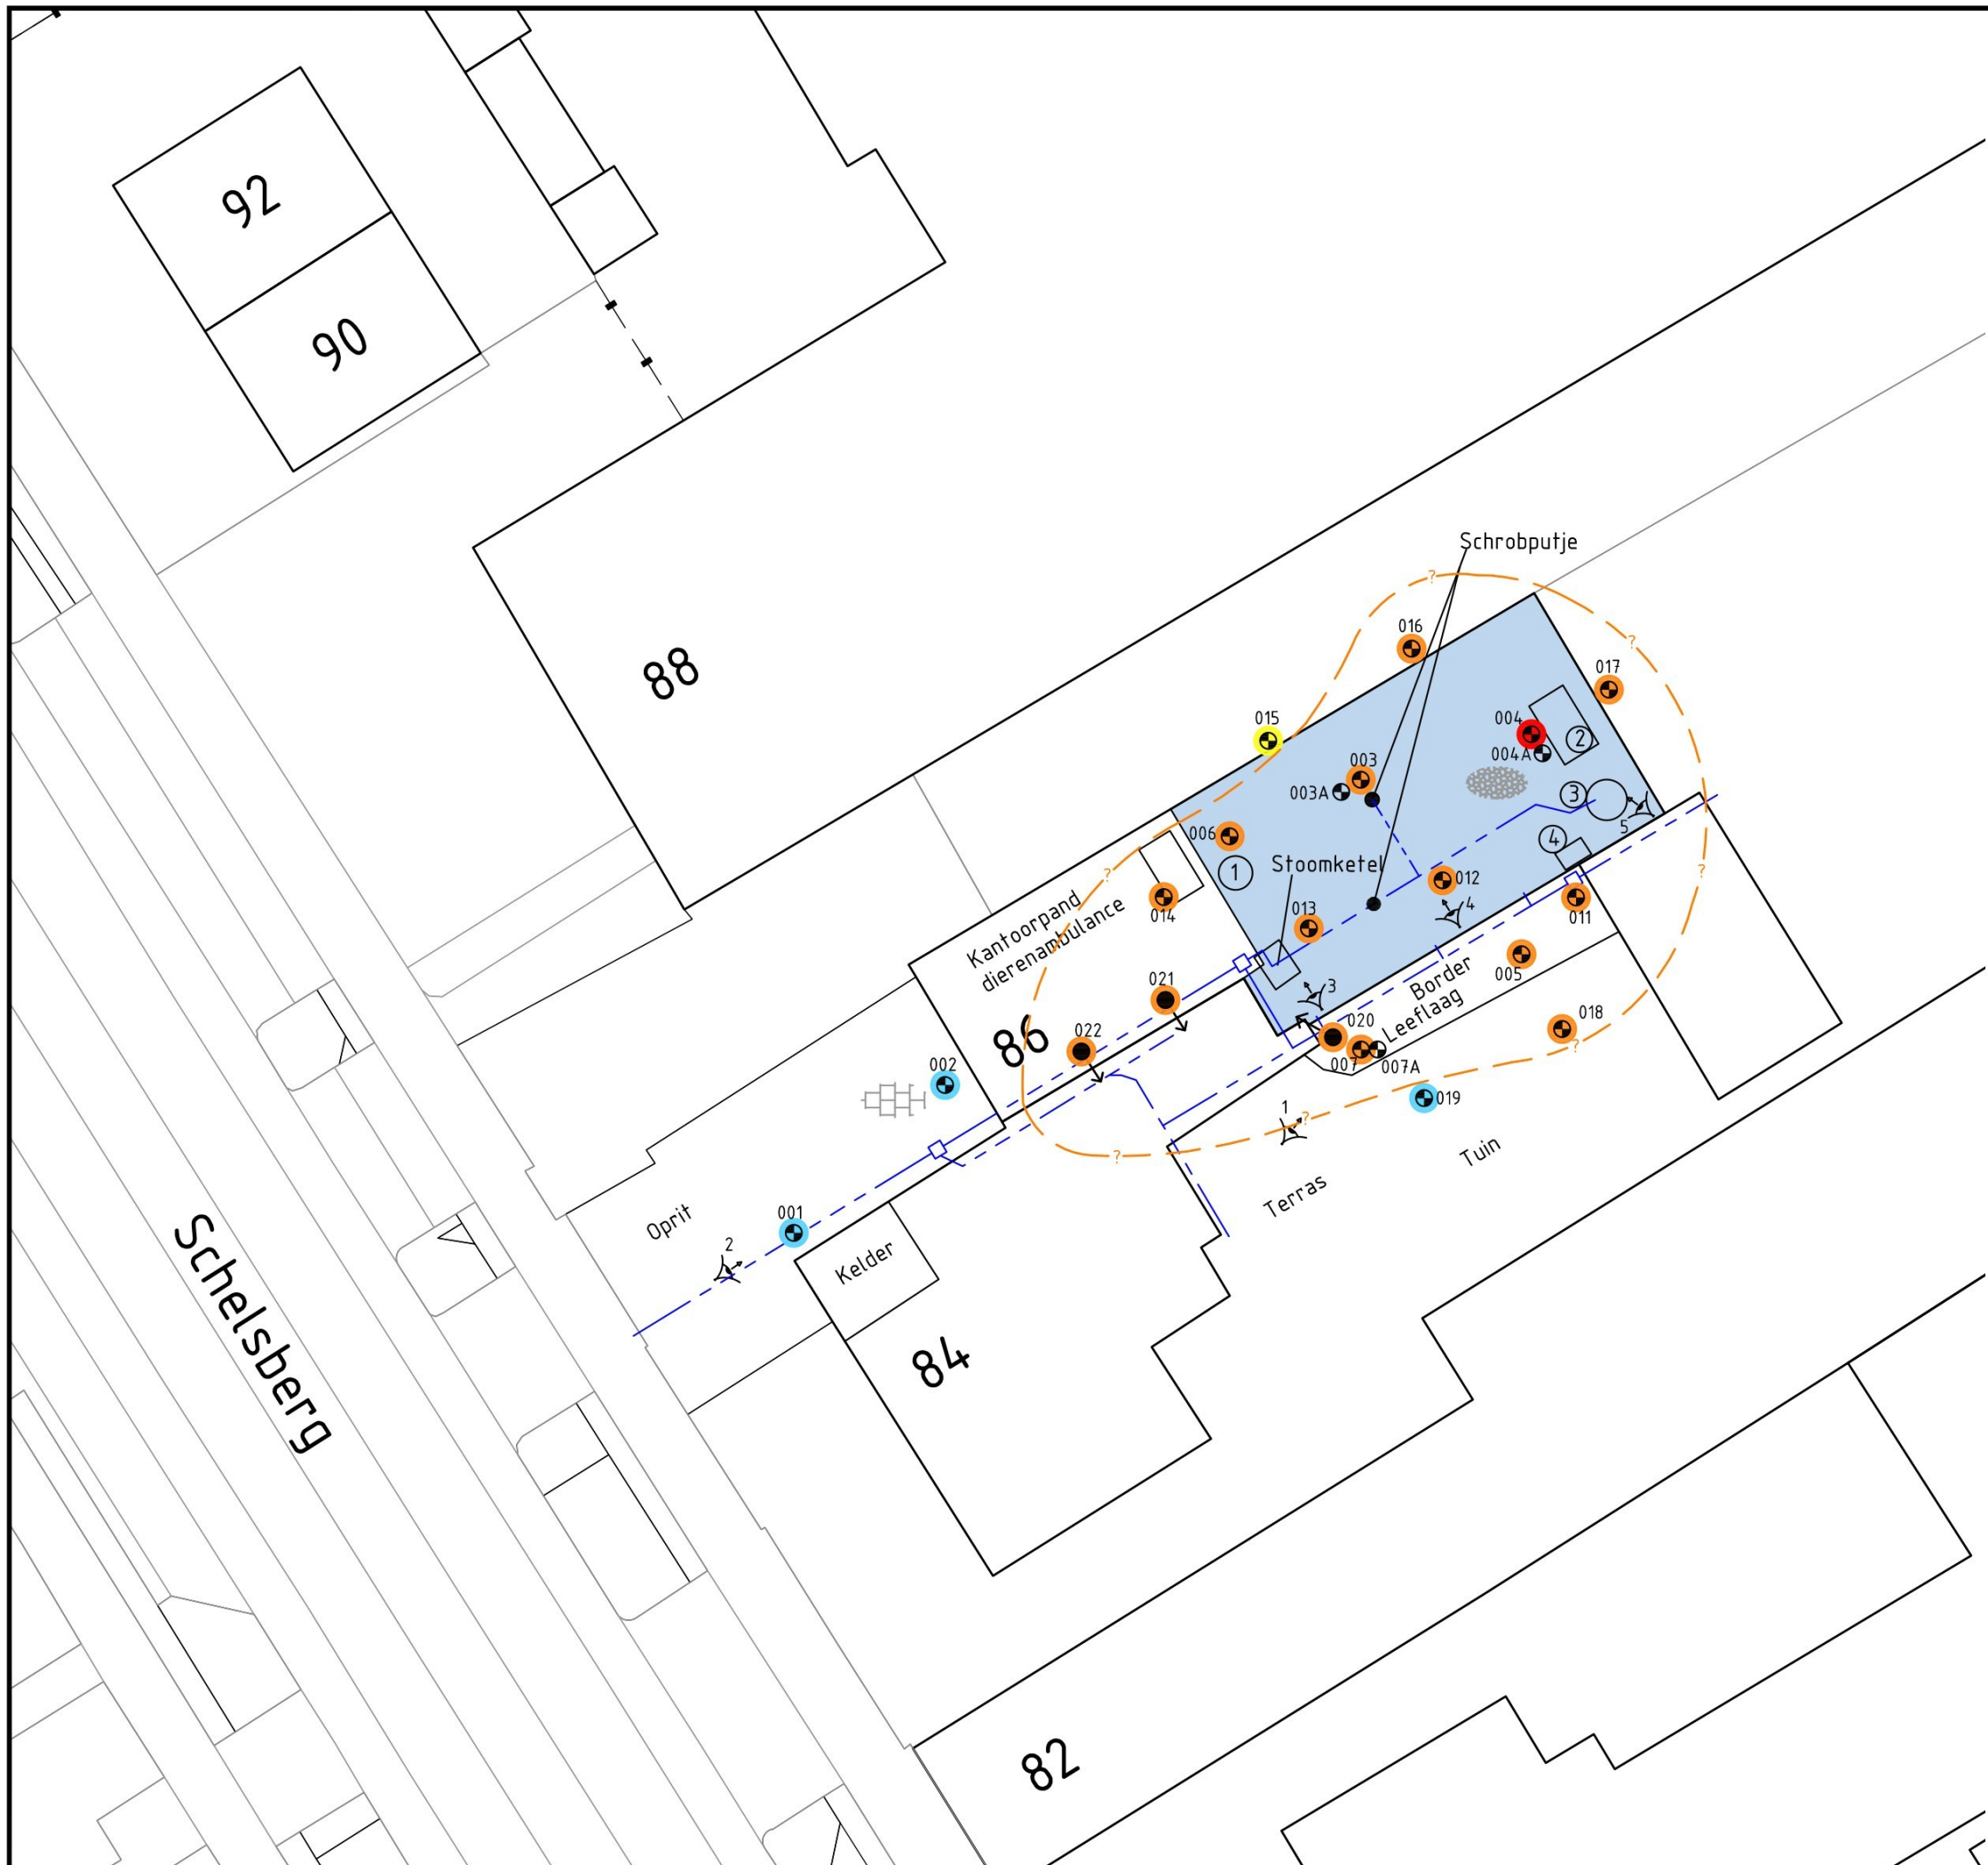 92
90
88
Schrobputje
016
017
015
004
2
004A
003
003A
3
5
006
4
1
Stoomketel
012
014
013
4
011
Kantoorpand
dierenambulance
005
Border
Leeflaag
021
3
020
018
022
86
007
007A
002
019
1
Tuin
Terras
001
Oprit
2
Kelder
84
Schelsberg
82
?
?
?
?
?
?
?